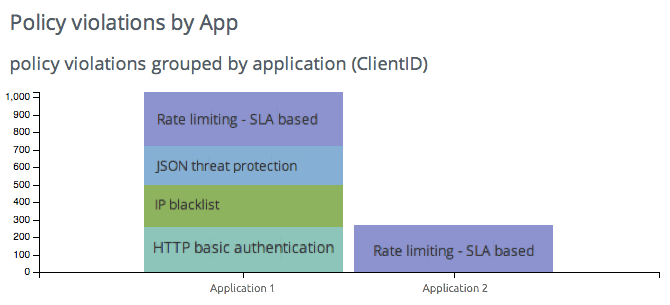 Policy violations by App
policy violations grouped by application (ClientID)
1,000
900
800
700
600
500
400
300
200
100
0
Rate limiting - SLA based
JSON threat protection
IP blacklist
HTTP basic authentication
Rate limiting - SLA based
Application 1
Application 2